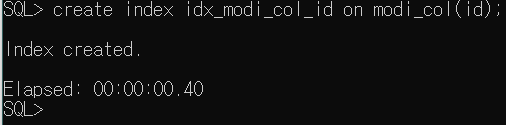 SQL> create index idx_modi_col_id on modi_col(id);
Index created.
Elapsed: 00:00:00.40
SQL>